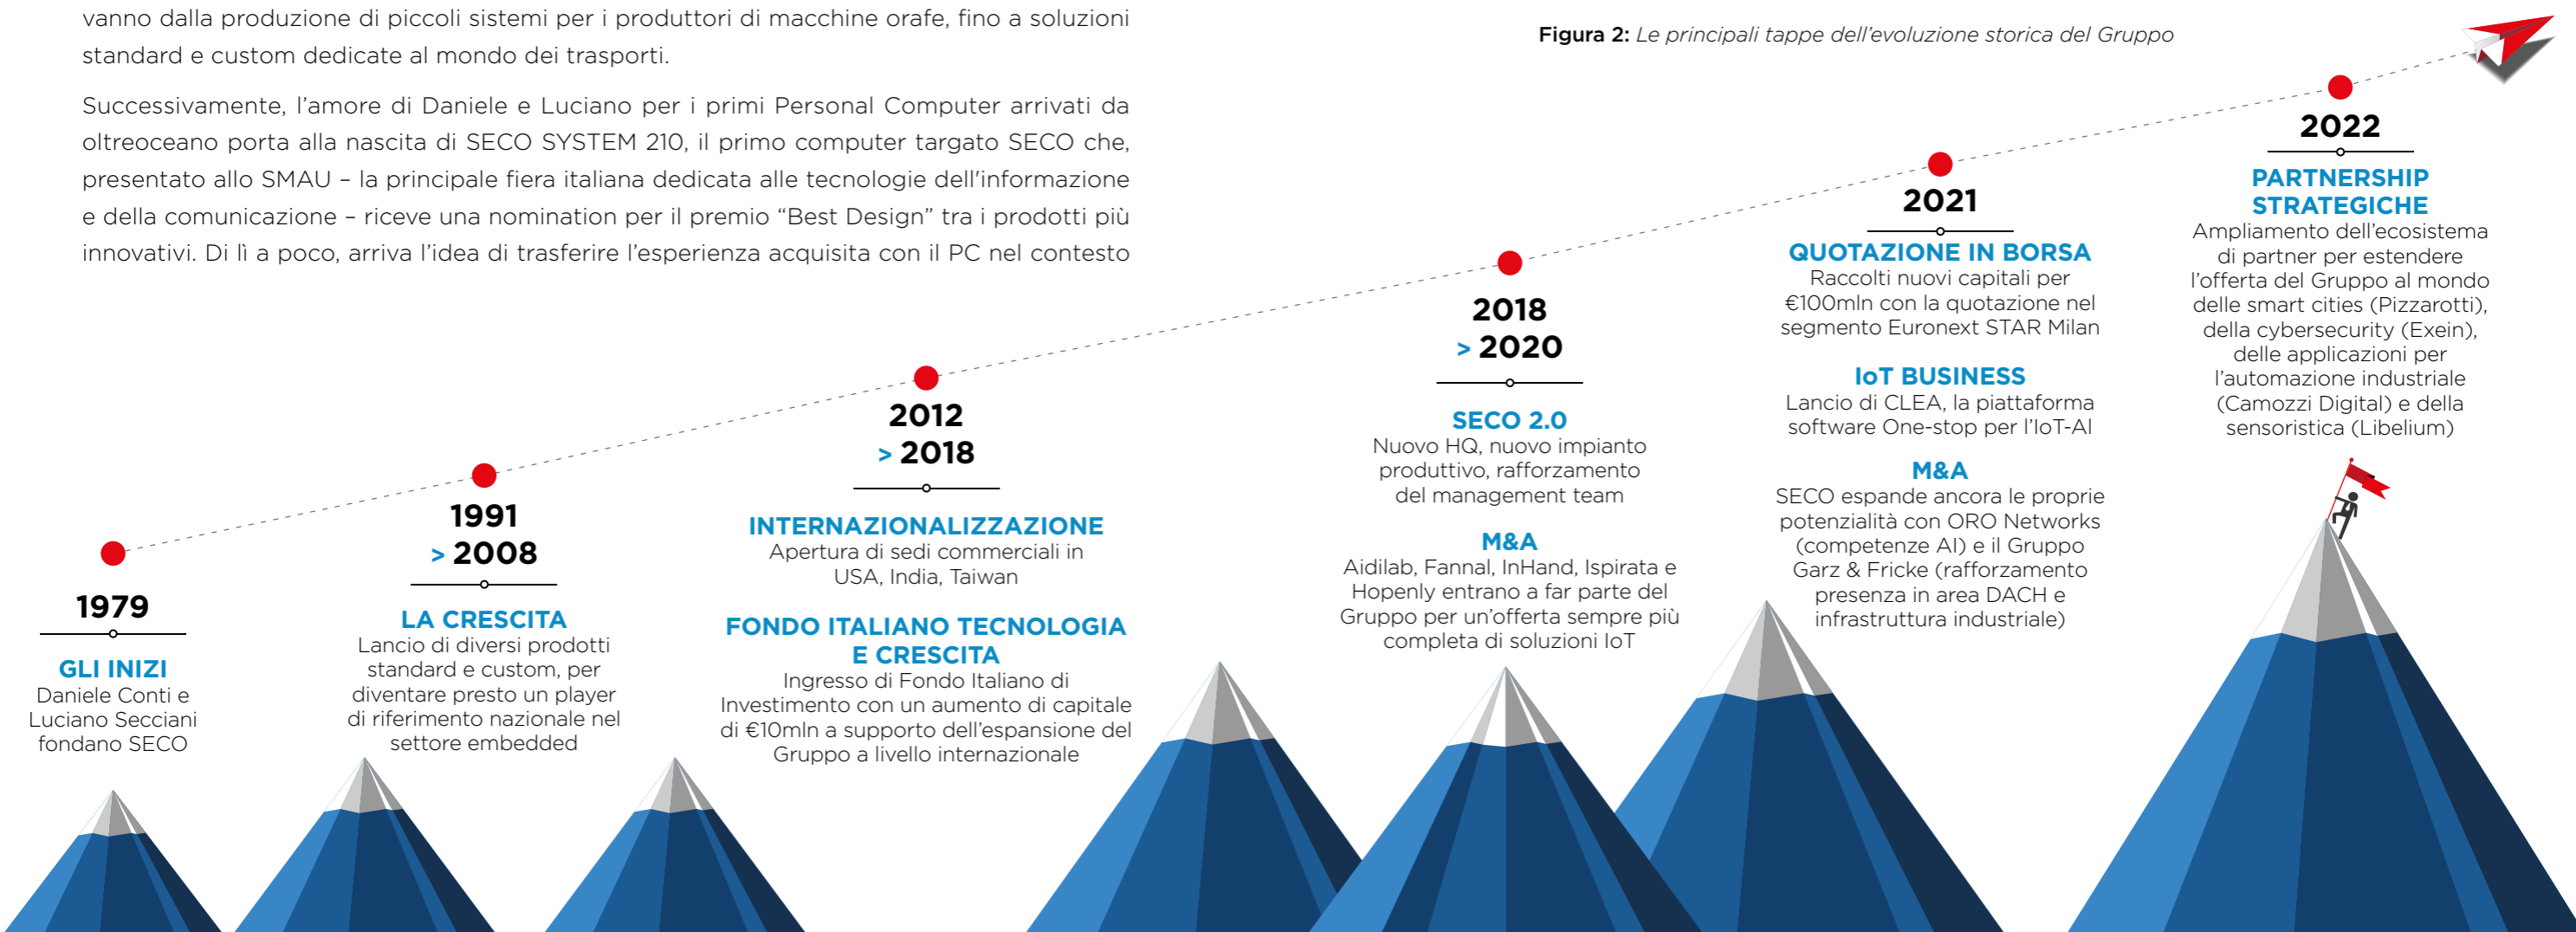 vanno dalla produzione di piccoli sistemi per i produttori di macchine orafe, fino a soluzioni
standard e custom dedicate al mondo dei trasporti.
Successivamente, l'amore di Daniele e Luciano per i primi Personal Computer arrivati da
oltreoceano porta alla nascita di SECO SYSTEM 210, il primo computer targato SECO che,
presentato allo SMAU – la principale fiera italiana dedicata alle tecnologie dell'informazione
e della comunicazione – riceve una nomination per il premio “Best Design” tra i prodotti più
innovativi. Di lì a poco, arriva l'idea di trasferire l'esperienza acquisita con il PC nel contesto
Figura 2: Le principali tappe dell'evoluzione storica del Gruppo
1979
GLI INIZI
Daniele Conti e
Luciano Secciani
fondano SECO
1991
> 2008
LA CRESCITA
Lancio di diversi prodotti
standard e custom, per
diventare presto un player
di riferimento nazionale nel
settore embedded
2012
> 2018
INTERNAZIONALIZZAZIONE
Apertura di sedi commerciali in
USA, India, Taiwan
FONDO ITALIANO TECNOLOGIA
E CRESCITA
Ingresso di Fondo Italiano di
Investimento con un aumento di capitale
di €10mln a supporto dell'espansione del
Gruppo a livello internazionale
2018
> 2020
SECO 2.0
Nuovo HQ, nuovo impianto
produttivo, rafforzamento
del management team
M&A
Aidilab, Fannal, InHand, Ispirata e
Hopenly entrano a far parte del
Gruppo per un'offerta sempre più
completa di soluzioni IoT
2021
QUOTAZIONE IN BORSA
Raccolti nuovi capitali per
€100mln con la quotazione nel
segmento Euronext STAR Milan
IoT BUSINESS
Lancio di CLEA, la piattaforma
software One-stop per l'IoT-AI
M&A
SECO espande ancora le proprie
potenzialità con ORO Networks
(competenze AI) e il Gruppo
Garz & Fricke (rafforzamento
presenza in area DACH e
infrastruttura industriale)
2022
PARTNERSHIP
STRATEGICHE
Ampliamento dell'ecosistema
di partner per estendere
l'offerta del Gruppo al mondo
delle smart cities (Pizzarotti),
della cybersecurity (Exein),
delle applicazioni per
l'automazione industriale
(Camozzi Digital) e della
sensoristica (Libelium)